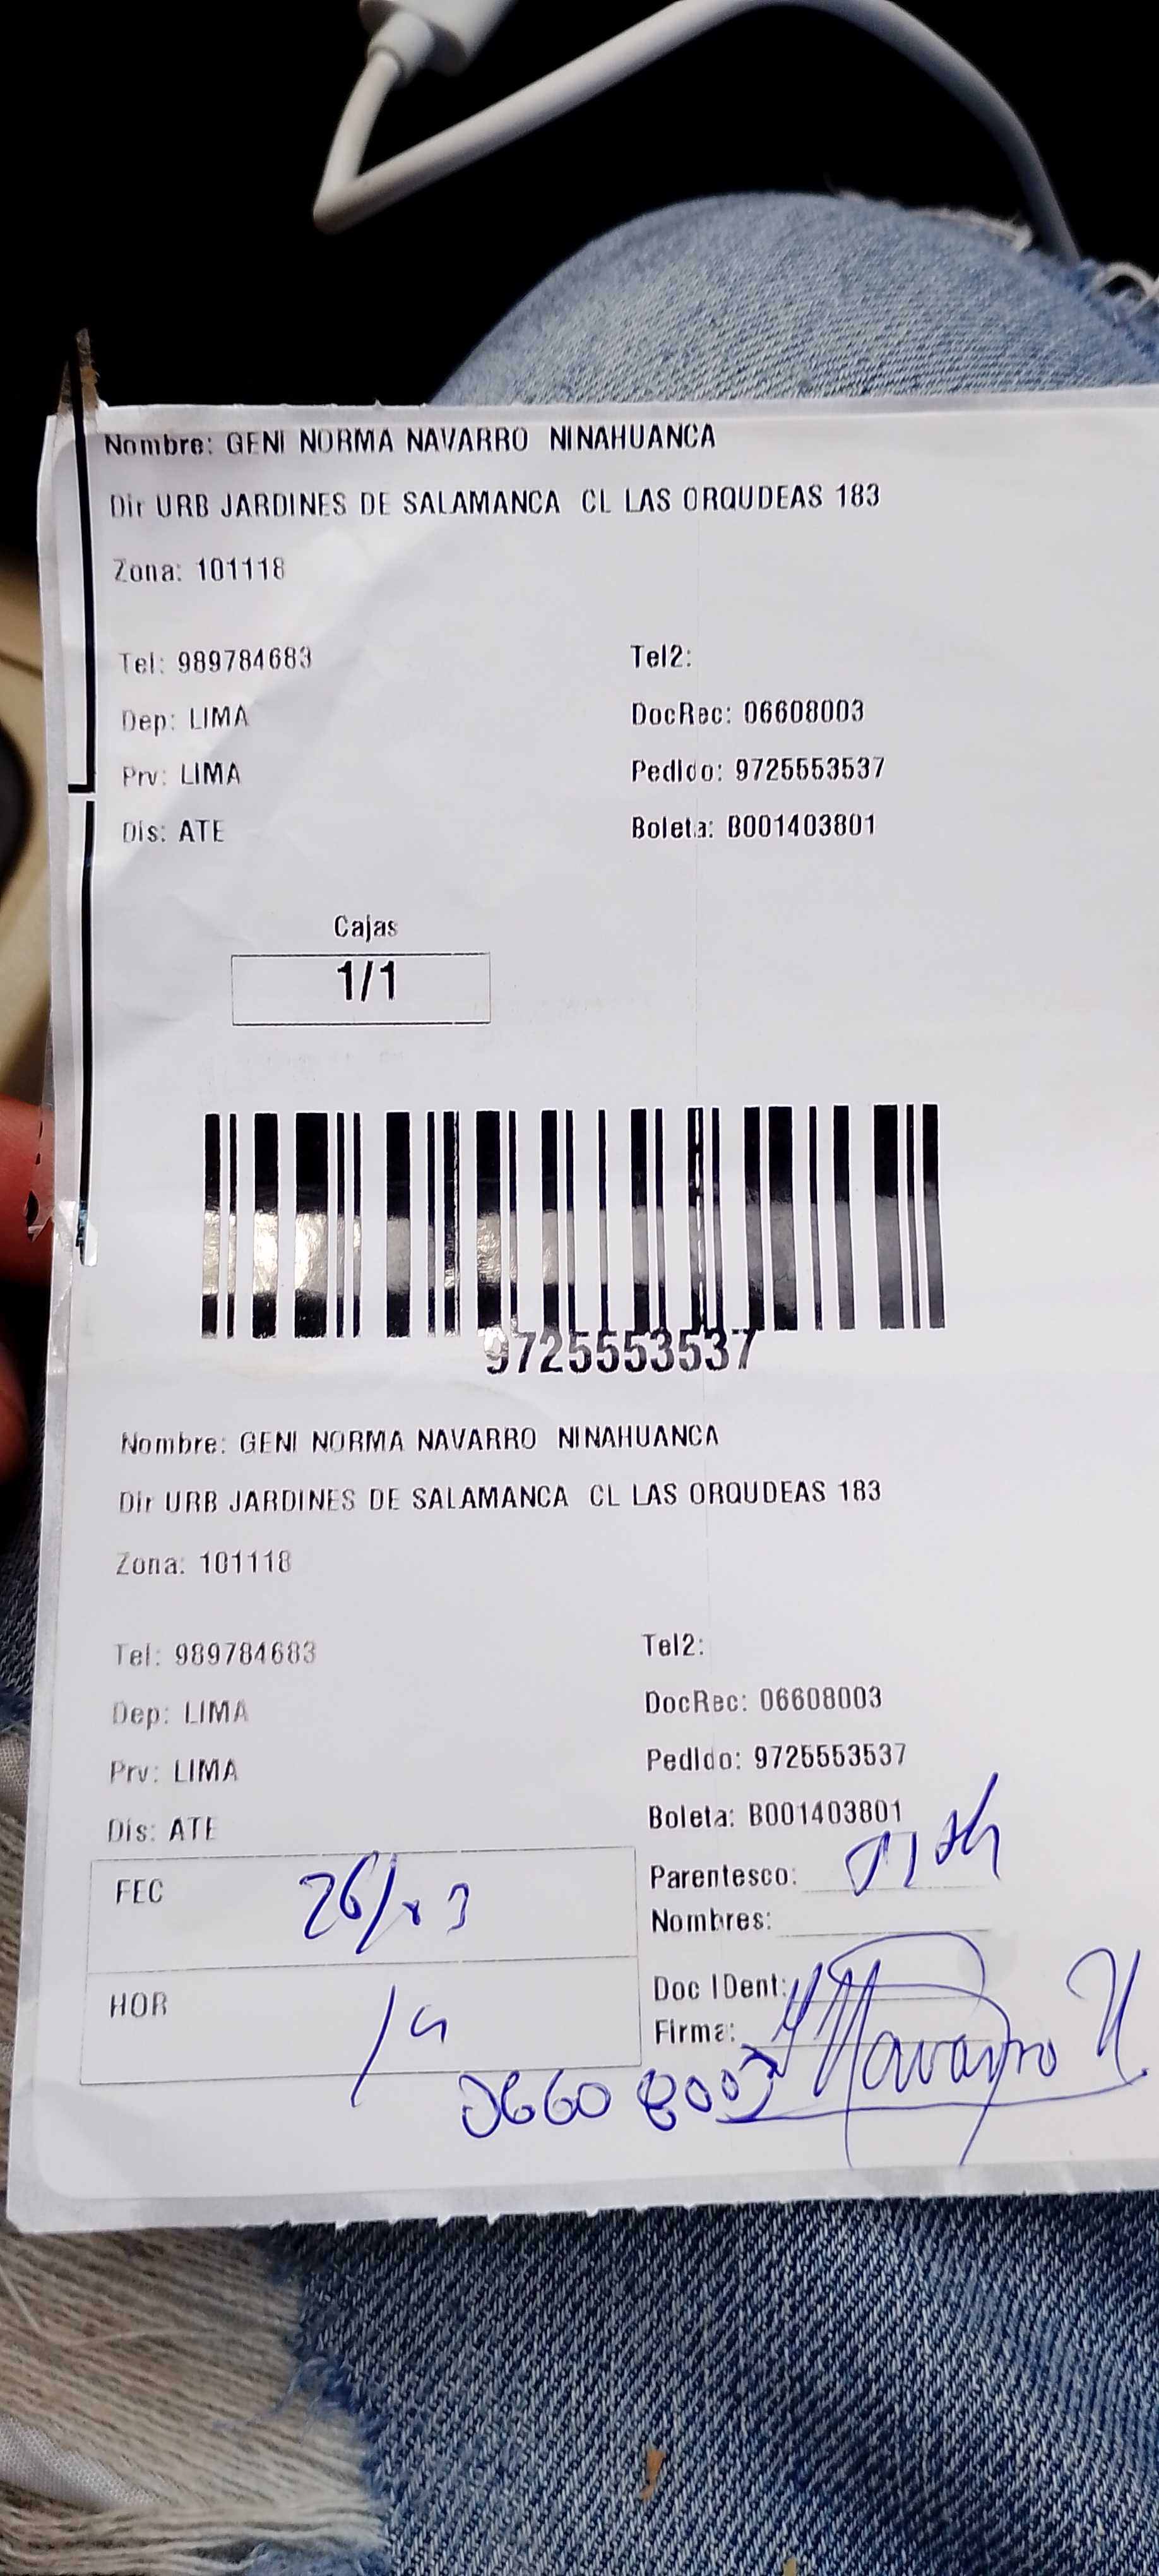 Nombre: GENI NORMA NAVARRO NINAHUANCA
Dir URB JARDINES DE SALAMANCA CL LAS ORQUDEAS 183
Zona: 101118
Tel: 989784683 Tel2:
Dep: LIMA DocRec: 06608003
Prv: LIMA Pedido: 9725553537
Dis: ATE Boleta: B001403801
Cajas
1/1
9725553537
Nombre: GENI NORMA NAVARRO NINAHUANCA
Dir URB JARDINES DE SALAMANCA CL LAS ORQUDEAS 183
Zona: 101118
Tel: 989784683 Tel2:
Dep: LIMA DocRec: 06608003
Prv: LIMA Pedido: 9725553537
Dis: ATE Boleta: B001403801
FEC Parentesco:
Nombres:
HOR Doc IDent:
Firma: Navarro N
06608003